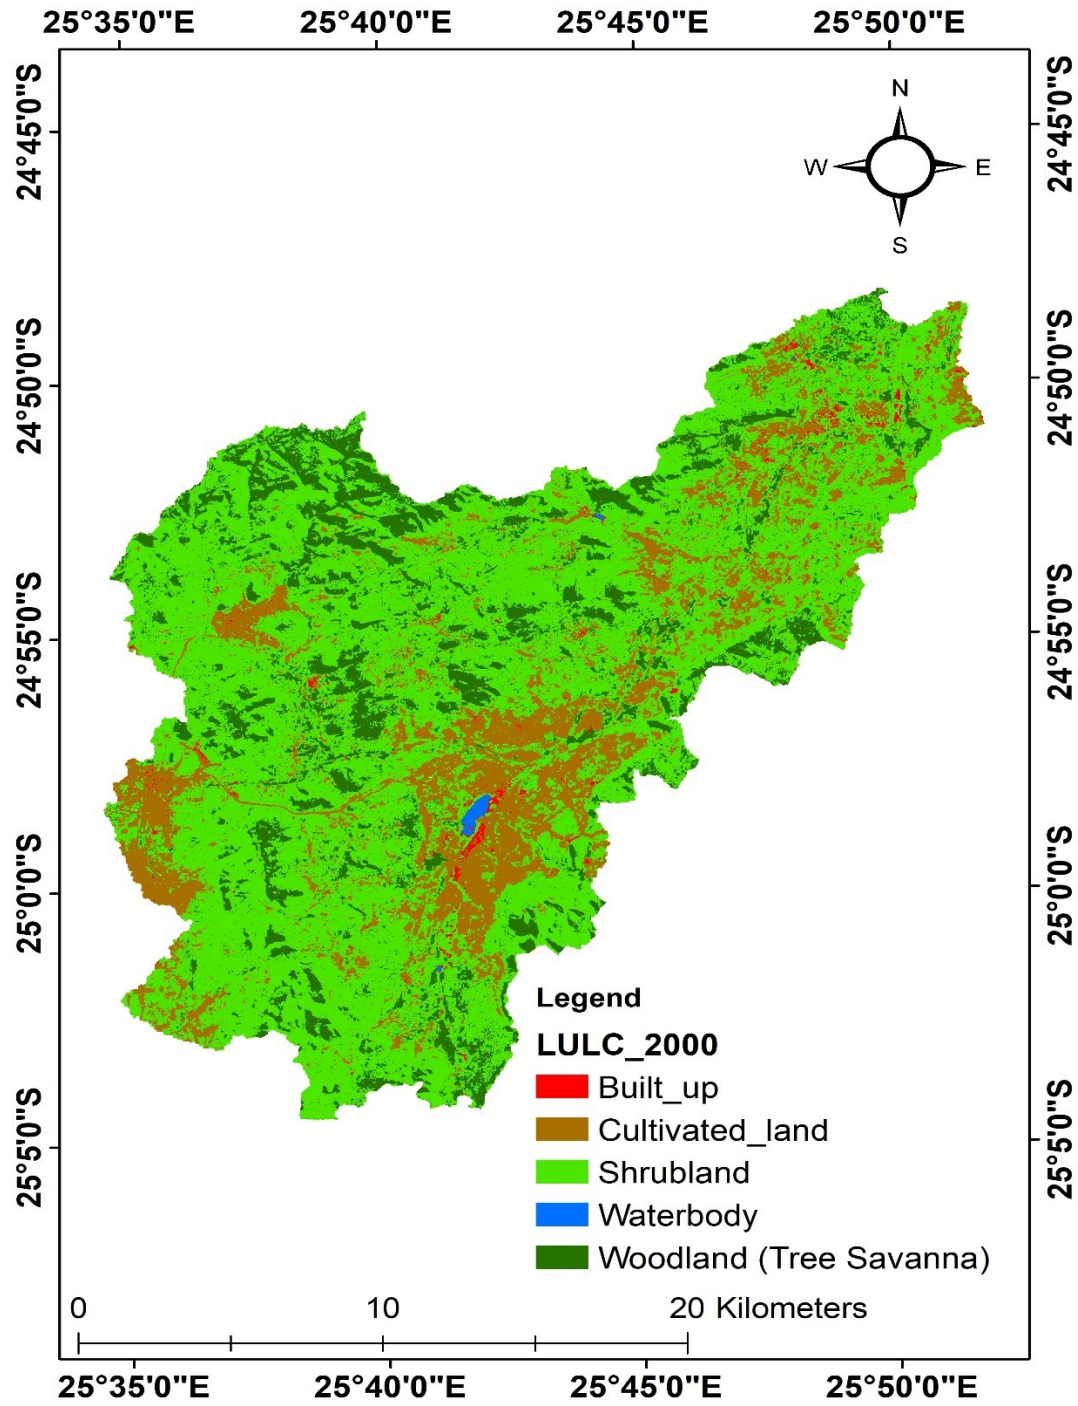 25°35'0"E 25°40'0"E 25°45'0"E 25°50'0"E
24°45'0"S
24°50'0"S
24°55'0"S
25°0'0"S
25°5'0"S
N
W E
S
24°45'0"S
24°50'0"S
24°55'0"S
25°0'0"S
25°5'0"S
Legend
LULC_2000
Built_up
Cultivated_land
Shrubland
Waterbody
Woodland (Tree Savanna)
0 10 20 Kilometers
25°35'0"E 25°40'0"E 25°45'0"E 25°50'0"E